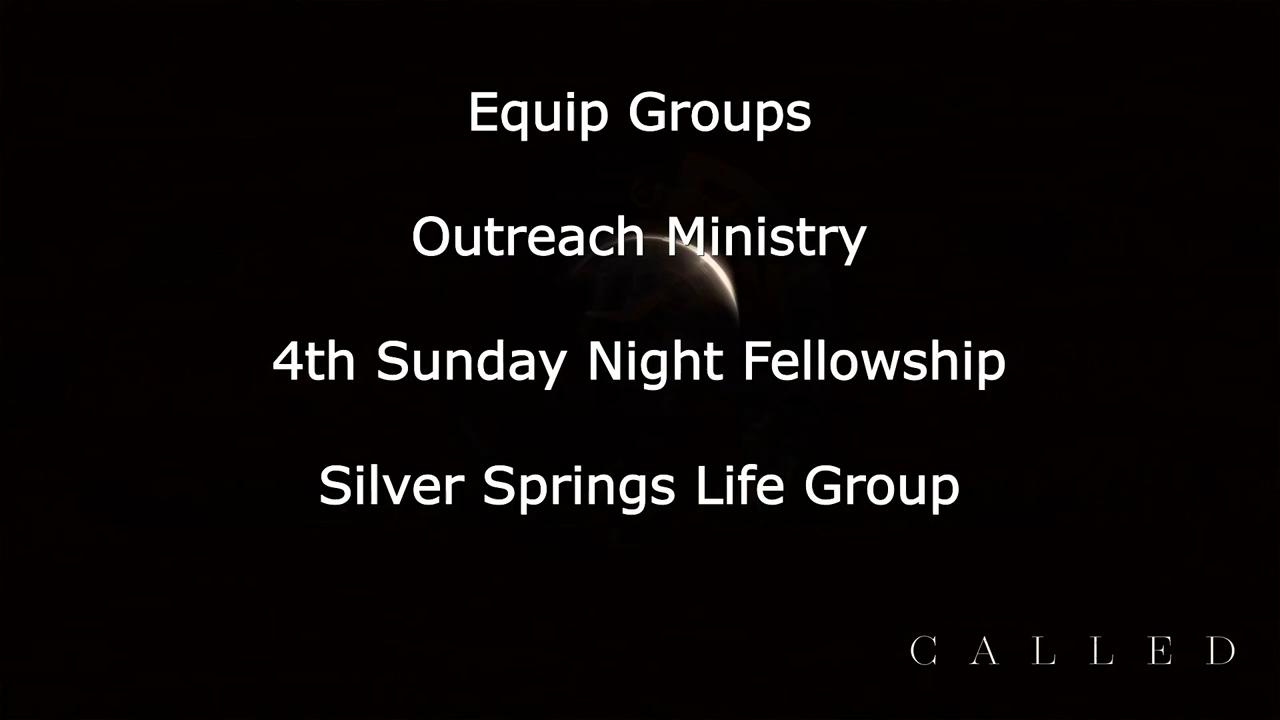 Equip Groups
Outreach Ministry
4th Sunday Night Fellowship
Silver Springs Life Group
CALLED